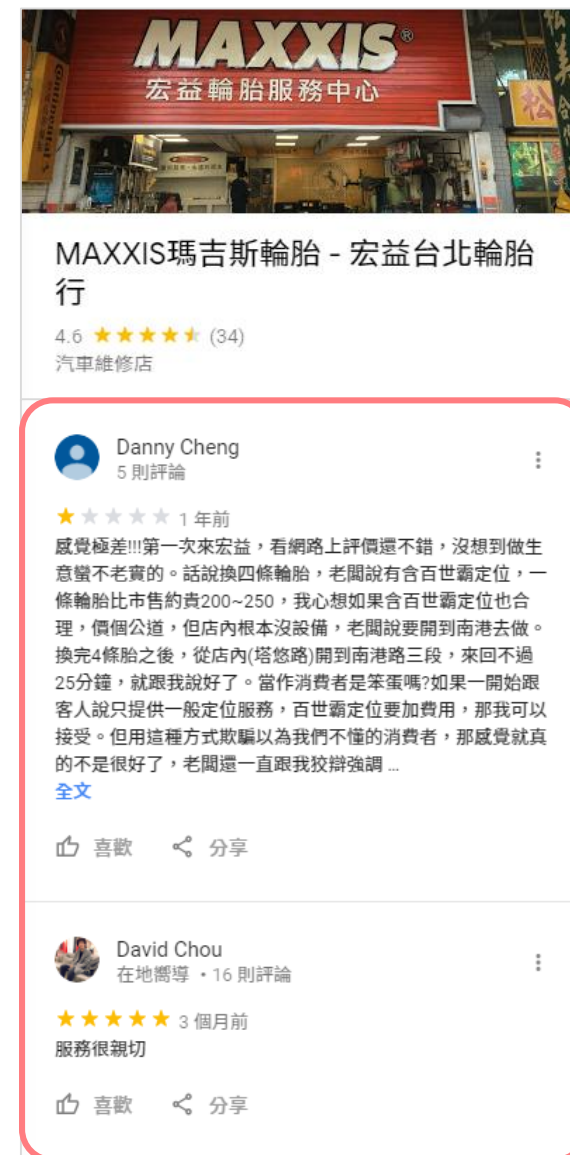 MAXXIS®
宏益輪胎服務中心
MAXXIS瑪吉斯輪胎 - 宏益台北輪胎
行
4.6 ★★★★★ (34)
汽車維修店
Danny Cheng
5 則評論
★★★★★ 1 年前
感覺極差!!!第一次來宏益，看網路上評價還不錯，沒想到做生
意蠻不老實的。話說換四條輪胎，老闆說有含百世霸定位，一
條輪胎比市售約貴200~250，我心想如果含百世霸定位也合
理，價個公道，但店內根本沒設備，老闆說要開到南港去做。
換完4條胎之後，從店內(塔悠路)開到南港路三段，來回不過
25分鐘，就跟我說好了。當作消費者是笨蛋嗎?如果一開始跟
客人說只提供一般定位服務，百世霸定位要加費用，那我可以
接受。但用這種方式欺騙以為我們不懂的消費者，那感覺就真
的不是很好了，老闆還一直跟我狡辯強調 ...
全文
喜歡 分享
David Chou
在地嚮導 ・16 則評論
★★★★★ 3 個月前
服務很親切
喜歡 分享